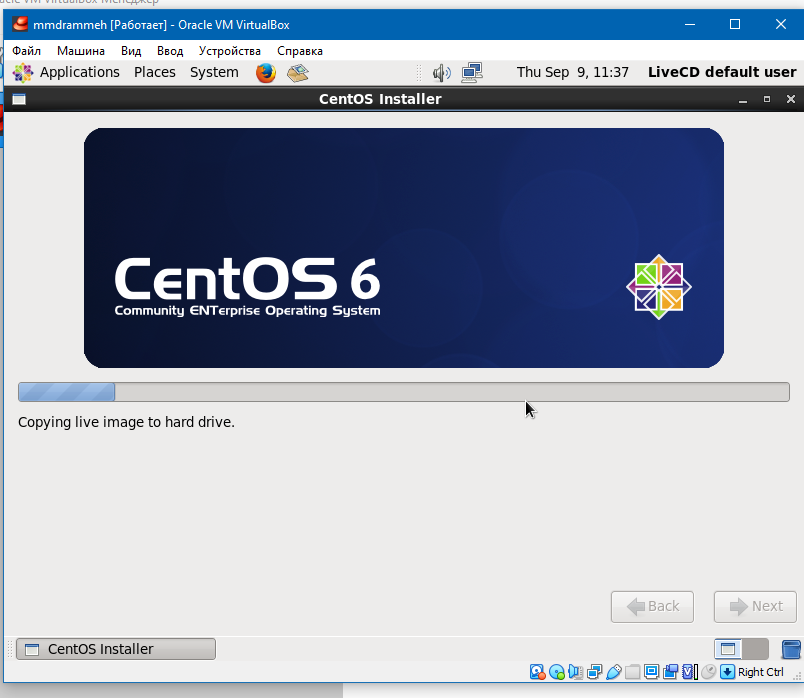 mmdrammeh [Работает] - Oracle VM VirtualBox
Файл Машина Вид Ввод Устройства Справка
Applications Places System Thu Sep 9, 11:37 LiveCD default user
CentOS Installer
CentOS 6
Community ENTerprise Operating System
Copying live image to hard drive.
Back Next
CentOS Installer
Right Ctrl